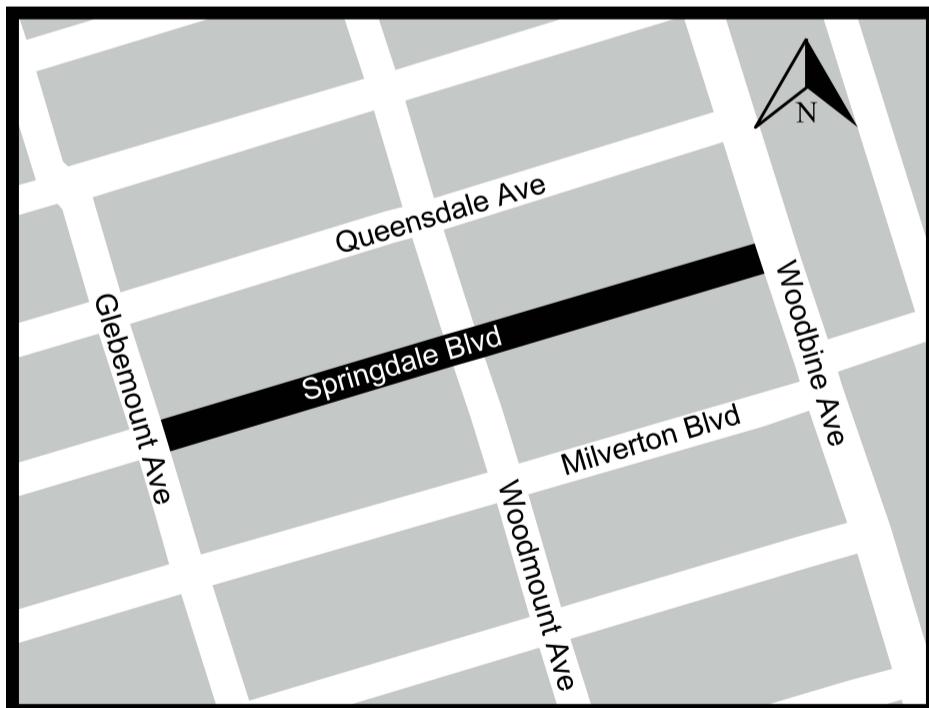 N
Queensdale Ave
Glebemount Ave
Woodbine Ave
Springdale Blvd
Milverton Blvd
Woodmount Ave